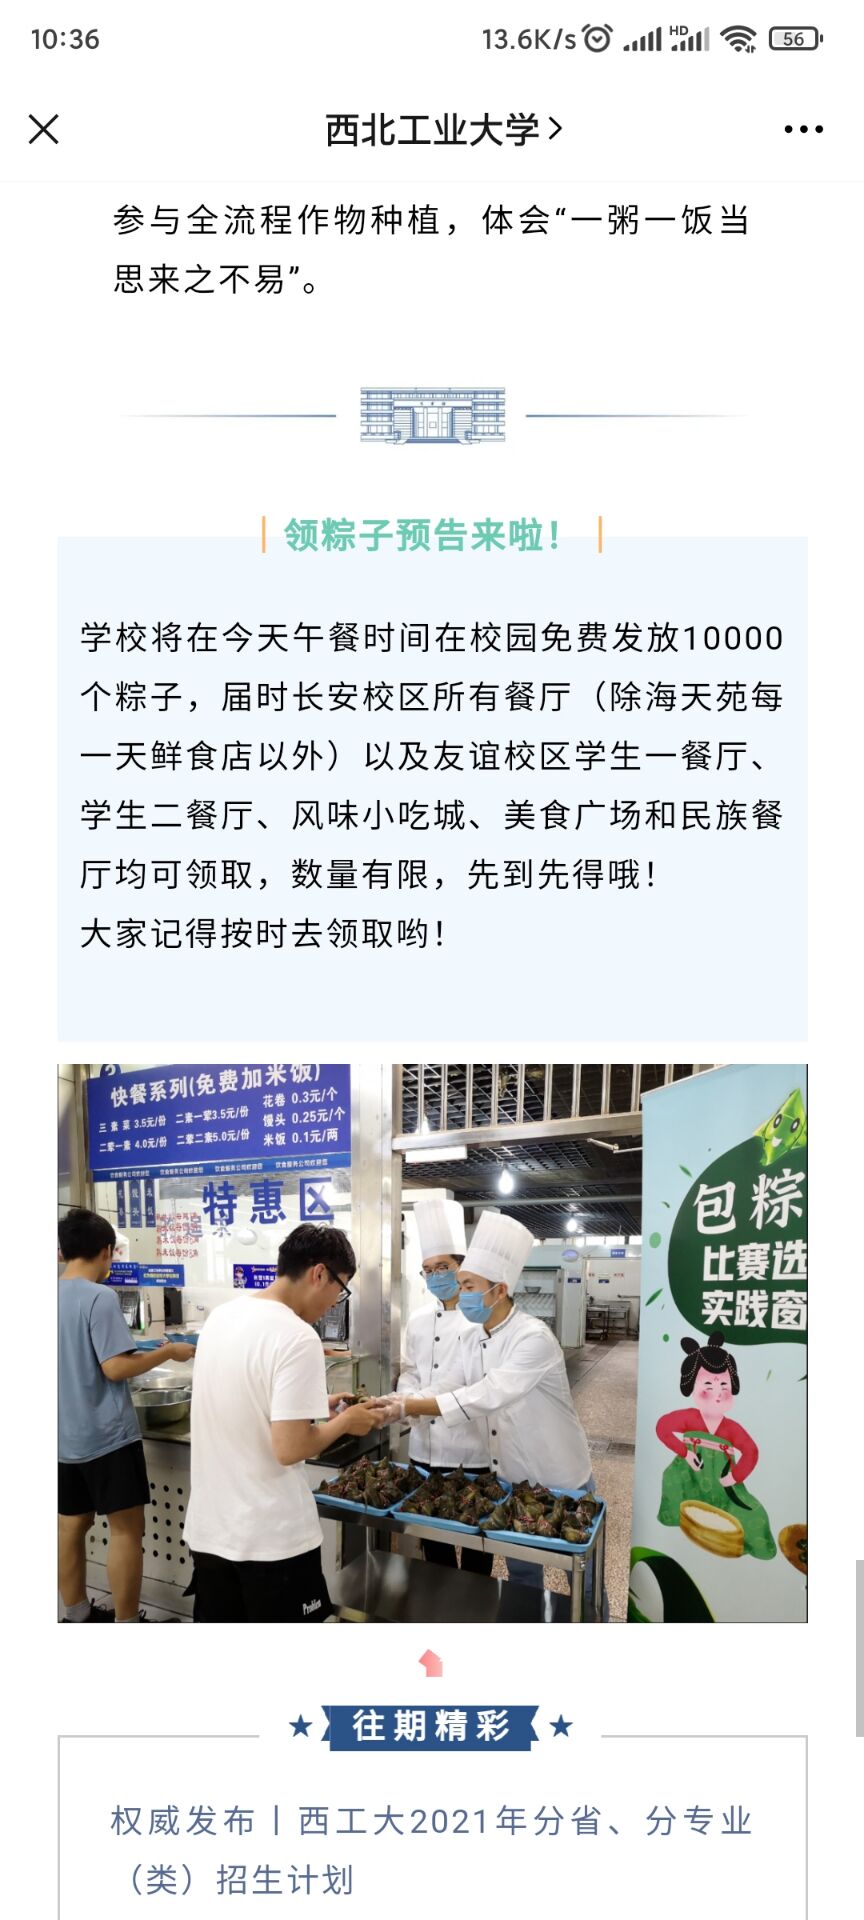 10:36
13.6K/s HD 56
西北工业大学
参与全流程作物种植，体会“一粥一饭当
思来之不易”。
领粽子预告来啦！
学校将在今天午餐时间在校园免费发放10000
个粽子，届时长安校区所有餐厅（除海天苑每
一天鲜食店以外）以及友谊校区学生一餐厅、
学生二餐厅、风味小吃城、美食广场和民族餐
厅均可领取，数量有限，先到先得哦！
大家记得按时去领取哟！
快餐系列(免费加米饭)
三素菜 3.5元/份 二素一荤3.5元/份 花卷 0.3元/个
二荤一素 4.0元/份 二荤二素5.0元/份 馒头 0.25元/个
米饭 0.1元/两
特惠区
包粽
比赛选
实践窗
Problem
往期精彩
权威发布丨西工大2021年分省、分专业
（类）招生计划